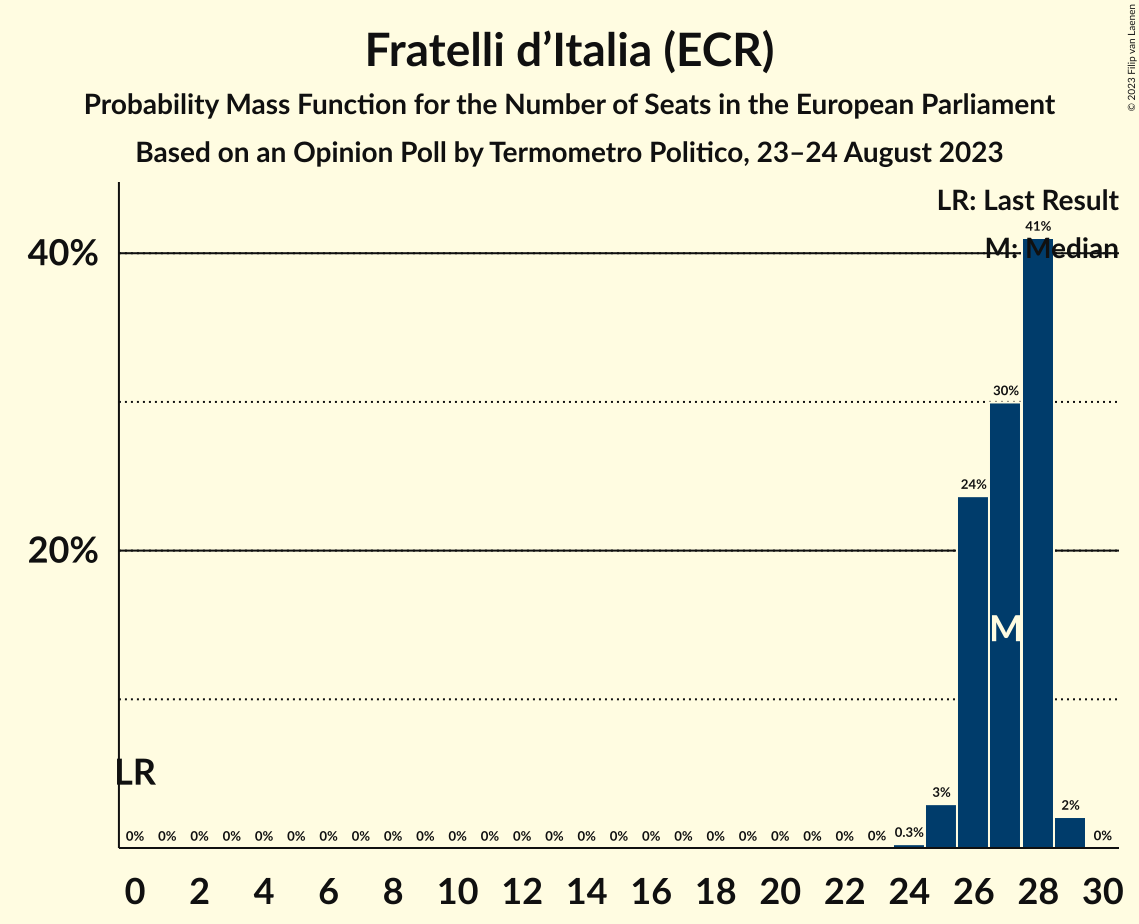 Fratelli d’Italia (ECR)
Probability Mass Function for the Number of Seats in the European Parliament
Based on an Opinion Poll by Termometro Politico, 23–24 August 2023
© 2023 Filip van Laenen
LR: Last Result
M: Median
41%
40%
30%
24%
20%
M
LR
0% 0% 0% 0% 0% 0% 0% 0% 0% 0% 0% 0% 0% 0% 0% 0% 0% 0% 0% 0% 0% 0% 0% 0% 0.3% 3% 2% 0%
0 2 4 6 8 10 12 13 14 16 18 20 22 24 26 28 30